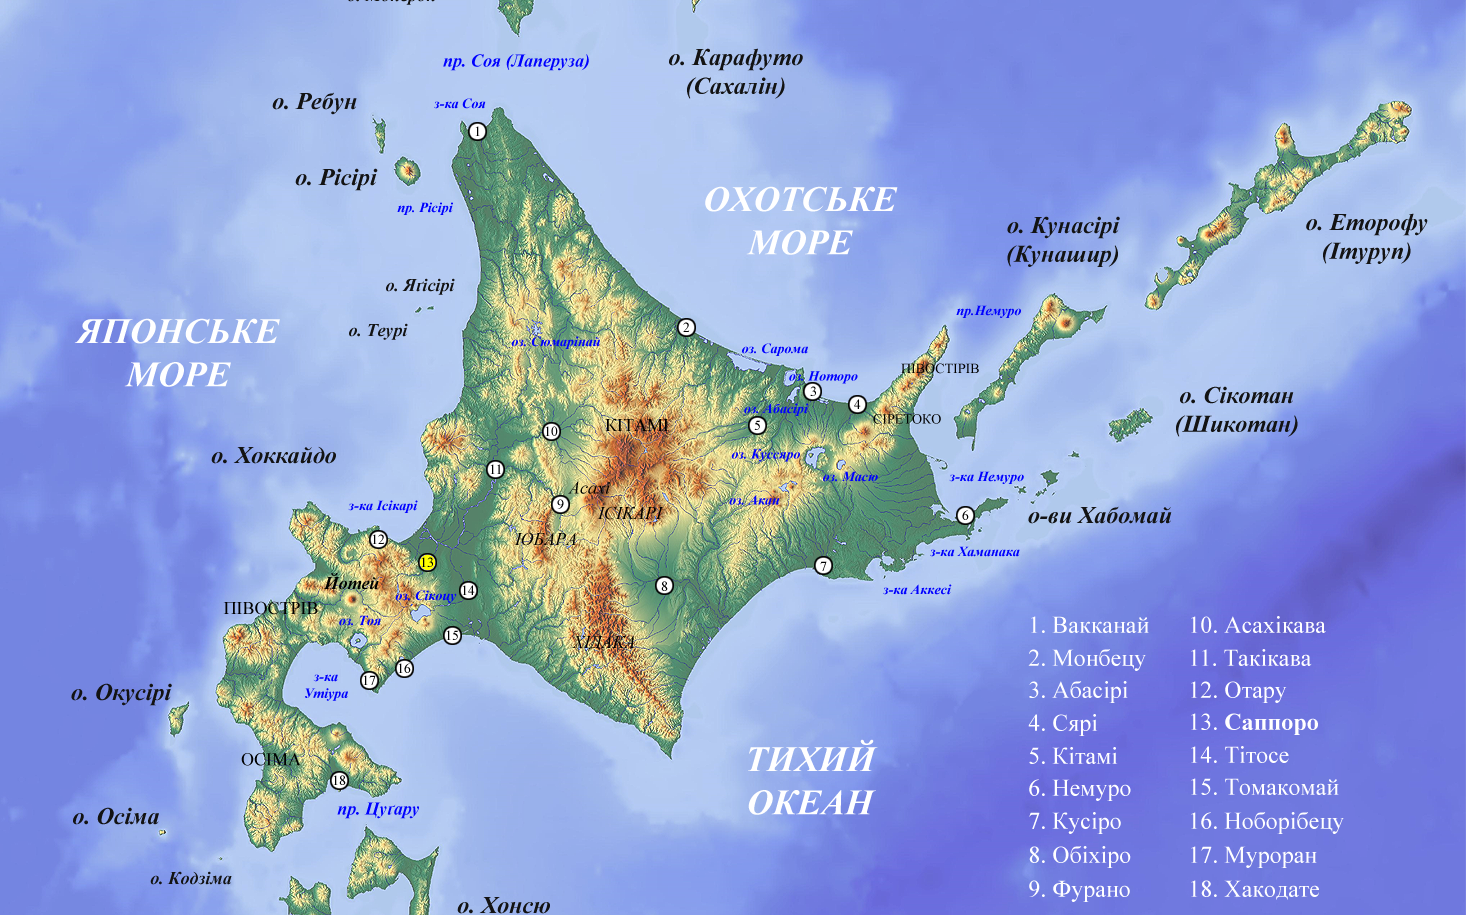 пр. Соя (Лаперуза)
о. Карафуто
(Сахалін)
о. Ребун
з-ка Соя
1
о. Рісірі
пр. Рісірі
ОХОТСЬКЕ
МОРЕ
о. Кунасірі
(Кунашир)
о. Еторофу
(Ітуруп)
о. Яґісірі
о. Теурі
ЯПОНСЬКЕ
МОРЕ
пр.Немуро
2
оз. Сюмарінай
оз. Сарома
оз.Ноторо
ПІВОСТІРІВ
3
4
оз. Абасірі
СІРЕТОКО
5
о. Сікотан
(Шикотан)
10
КІТАМІ
о. Хоккайдо
11
оз. Куссяро
оз. Масю
з-ка Немуро
Асахі
оз. Акан
9
ІСІКАРІ
з-ка Ісікарі
6
о-ви Хабомай
12
ЮБАРА
з-ка Хаманака
13
7
з-ка Аккесі
Йотей
оз. Сікоцу
14
8
ПІВОСТРІВ
оз. Тоя
15
ХІДАКА
16
17
з-ка
Утіура
о. Окусірі
ОСІМА
18
пр. Цуґару
ТИХИЙ
ОКЕАН
о. Осіма
о. Кодзіма
о. Хонсю
1. Вакканай
2. Монбецу
3. Абасірі
4. Сярі
5. Кітамі
6. Немуро
7. Кусіро
8. Обіхіро
9. Фурано
10. Асахікава
11. Такікава
12. Отару
13. Саппоро
14. Тітосе
15. Томакомай
16. Ноборібецу
17. Муроран
18. Хакодате